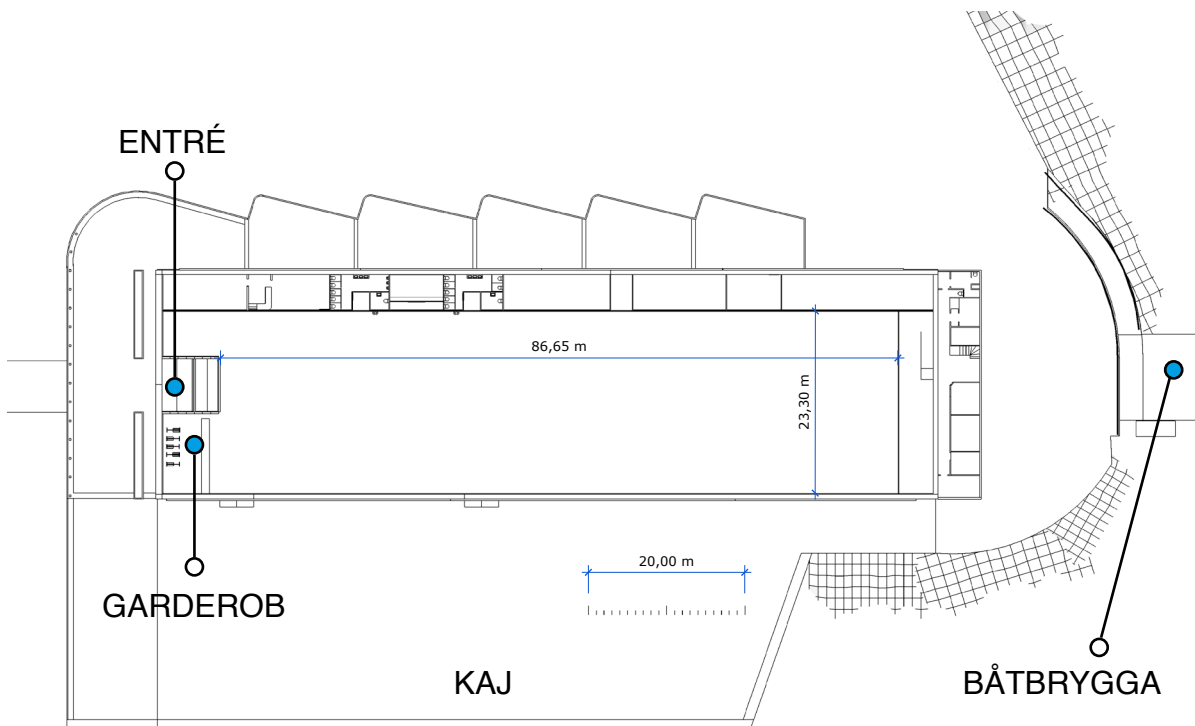 ENTRÉ
86,65 m
23,30 m
20,00 m
GARDEROB
KAJ
BÅTBRYGGA